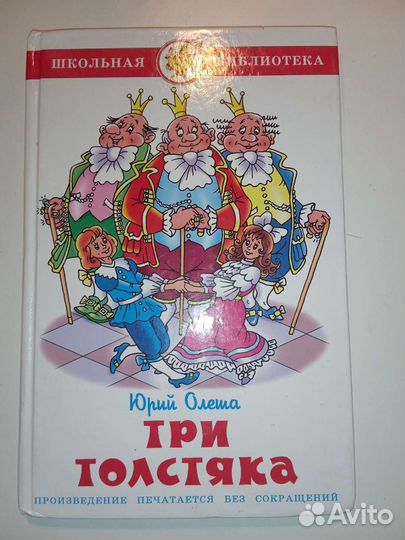 ШКОЛЬНАЯ БИБЛИОТЕКА
Юрий Олеша
ТРИ
ТОЛСТЯКА
ПРОИЗВЕДЕНИЕ ПЕЧАТАЕТСЯ БЕЗ СОКРАЩЕНИЙ
Avito